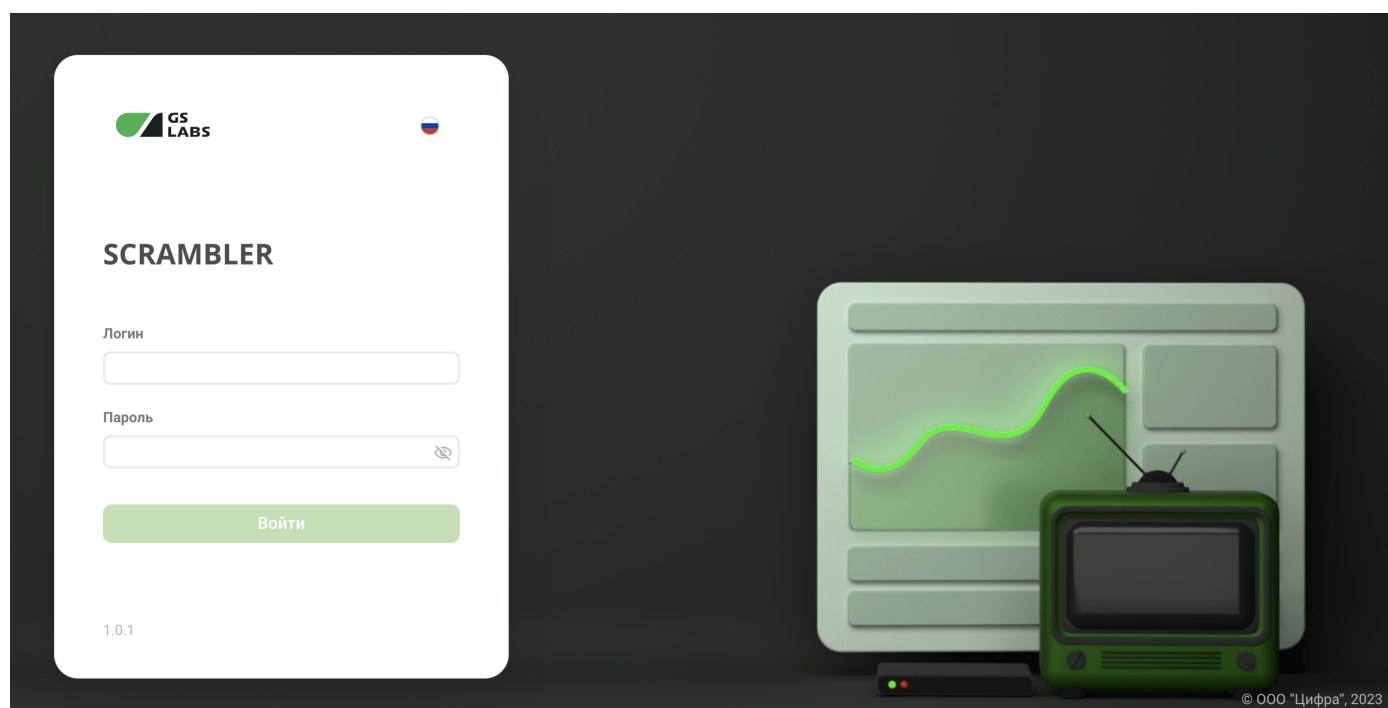 GS
LABS
SCRAMBLER
Логин
Пароль
Войти
1.0.1
© ООО "Цифра", 2023